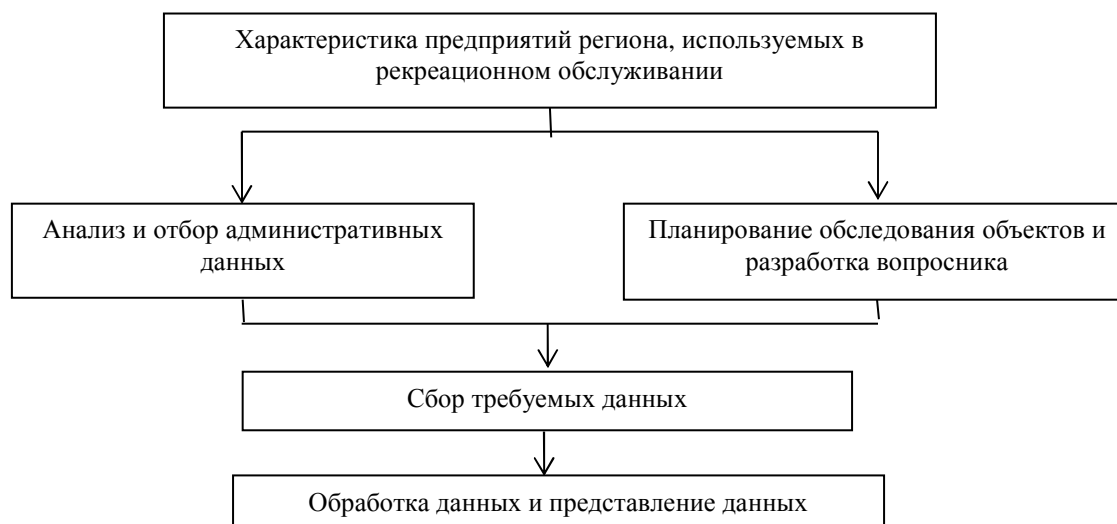 Характеристика предприятий региона, используемых в
рекреационном обслуживании
Анализ и отбор административных
данных
Планирование обследования объектов и
разработка вопросника
Сбор требуемых данных
Обработка данных и представление данных